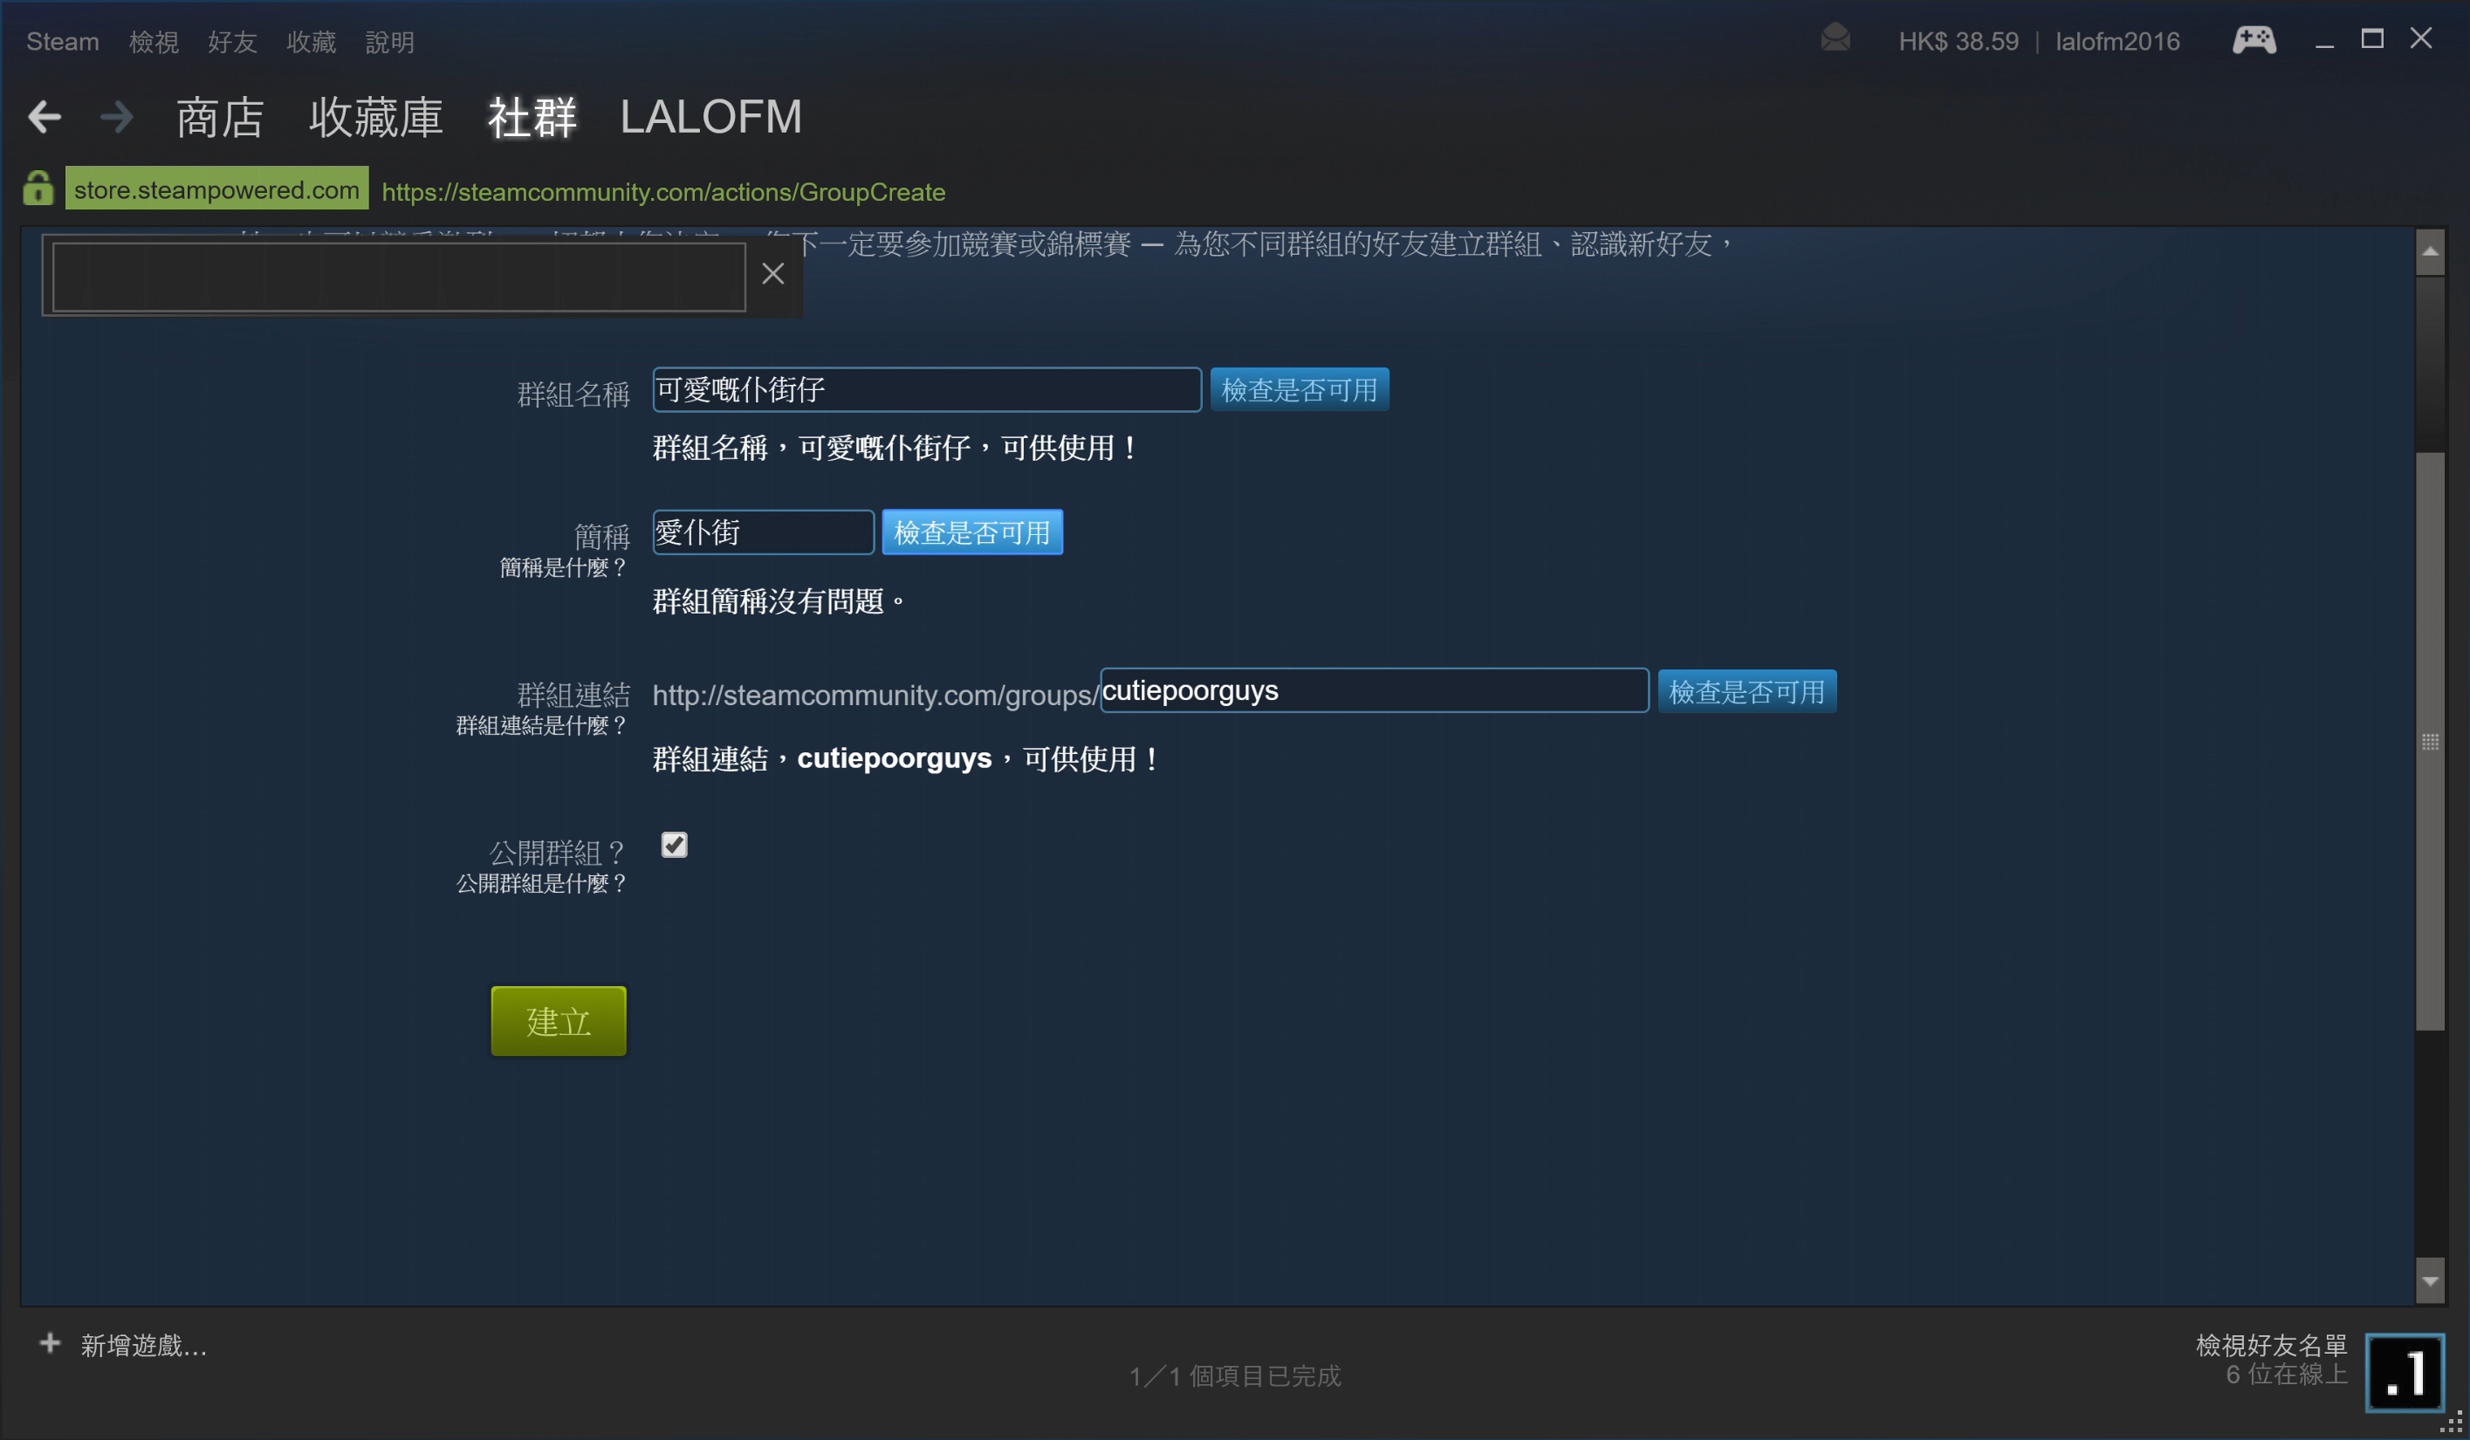 Steam 檢視 好友 收藏 說明
HK$ 38.59 | lalofm2016
商店 收藏庫 社群 LALOFM
store.steampowered.com https://steamcommunity.com/actions/GroupCreate
不一定要參加競賽或錦標賽 — 為您不同群組的好友建立群組、認識新好友，
群組名稱 可愛嘅仆街仔 檢查是否可用
群組名稱，可愛嘅仆街仔，可供使用！
簡稱 愛仆街 檢查是否可用
簡稱是什麼？
群組簡稱沒有問題。
群組連結 http://steamcommunity.com/groups/ cutiepoorguys 檢查是否可用
群組連結是什麼？
群組連結，cutiepoorguys，可供使用！
公開群組？
公開群組是什麼？
建立
+ 新增遊戲...
1／1 個項目已完成
檢視好友名單
6 位在線上
.1